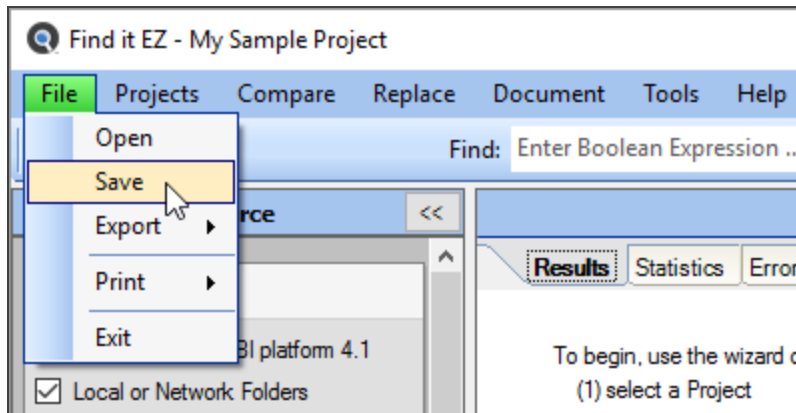 Find it EZ - My Sample Project
File Projects Compare Replace Document Tools Help
Open
Find: Enter Boolean Expression ..
Save
rce <<
Export
Results Statistics Error
Print
Exit
BI platform 4.1
To begin, use the wizard
Local or Network Folders
(1) select a Project